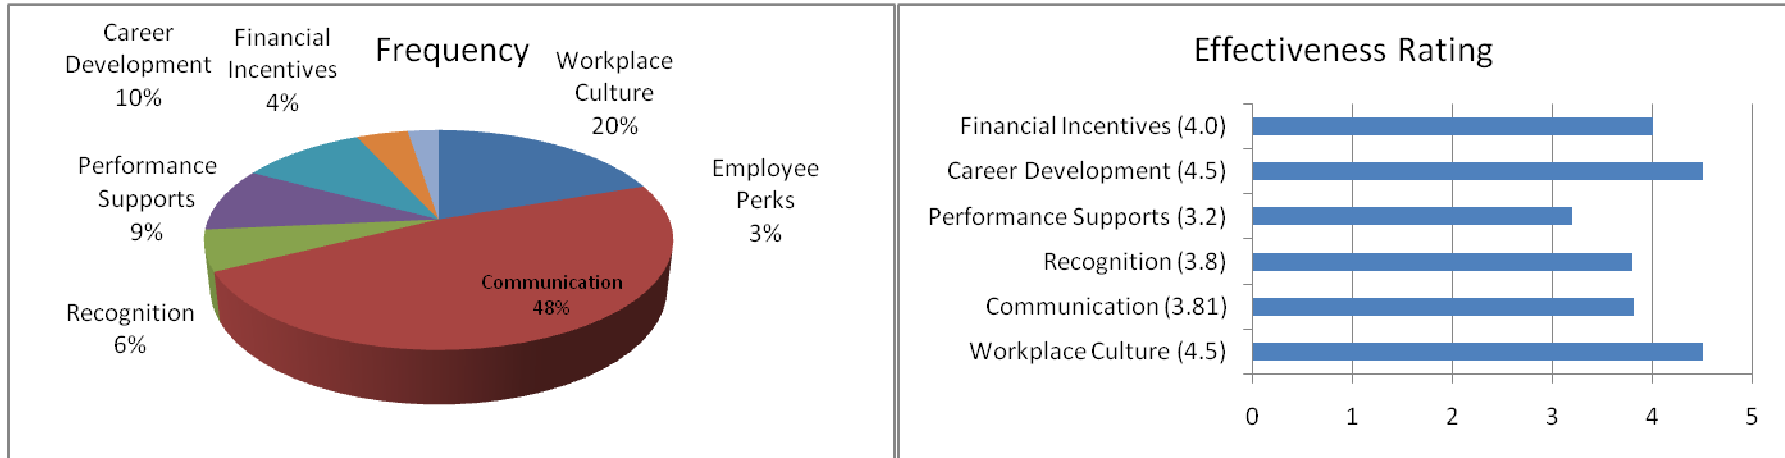 Frequency
Career
Development
10%
Financial
Incentives
4%
Workplace
Culture
20%
Performance
Supports
9%
Employee
Perks
3%
Communication
48%
Recognition
6%
Effectiveness Rating
Financial Incentives (4.0)
Career Development (4.5)
Performance Supports (3.2)
Recognition (3.8)
Communication (3.81)
Workplace Culture (4.5)
0 1 2 3 4 5